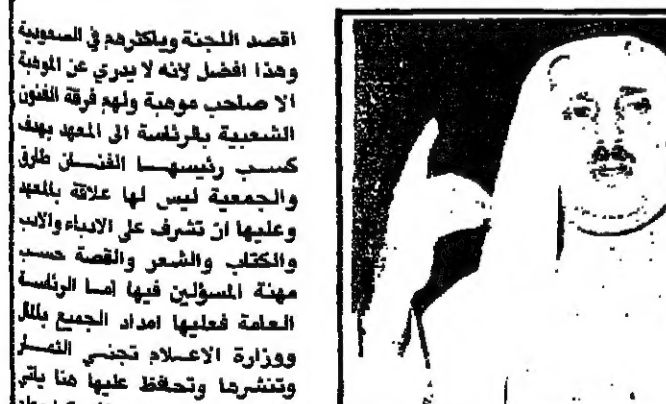 اقصد اللجنة وياكثرهم في السعودية
وهذا افضل لانه لا يدري عن الموهبة
الا صاحب موهبة ولهم فرقة الفنون
الشعبية بالرئاسة الى المعهد بهدف
كسب رئيسها الفنان طارق
والجمعية ليس لها علاقة بالمعهد
وعليها ان تشرف على الادباء والادب
والكتاب والشعر والقصة حسب
مهنة المسؤلين فيها اما الرئاسة
العامة فعليها امداد الجميع بالمال
ووزارة الاعلام تجنى الثمار
وتنشرها وتحافظ عليها هنا ياتي